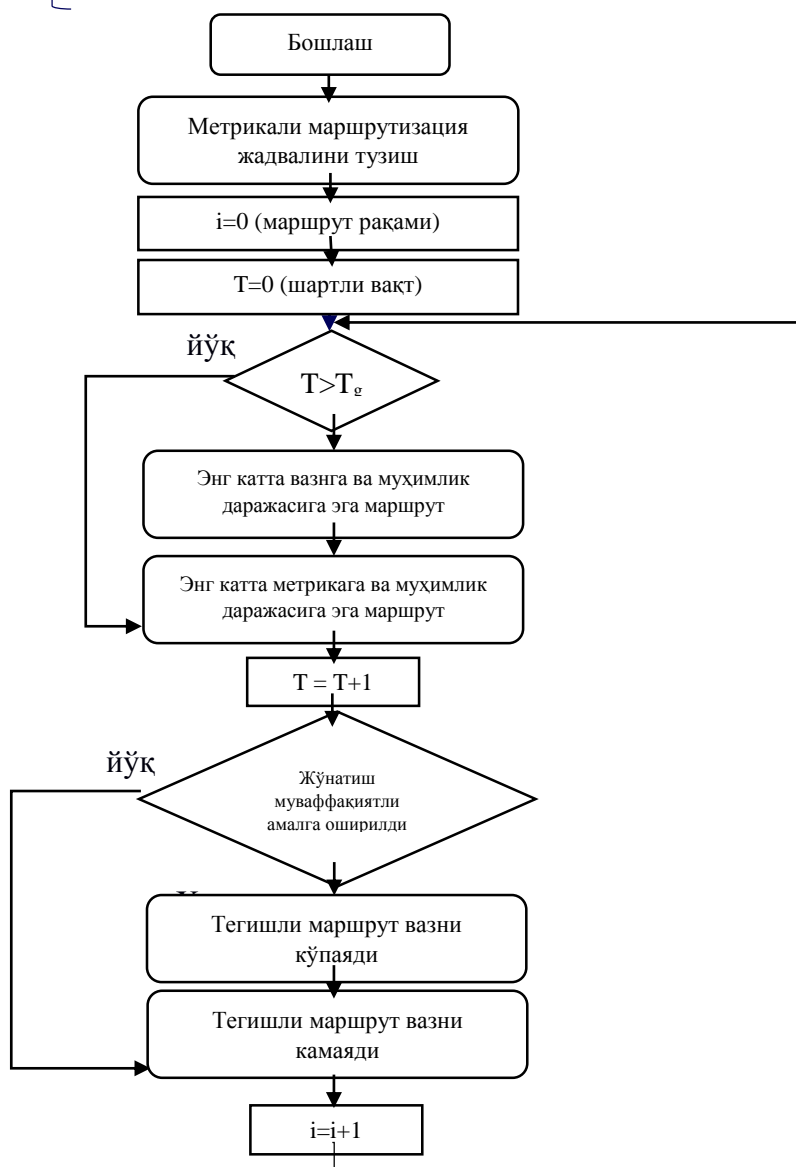 Бошлаш
Метрикали маршрутизация
жадвалини тузиш
i=0 (маршрут рақами)
T=0 (шартли вақт)
йўқ
T>Tg
Энг катта вазнга ва муҳимлик
даражасига эга маршрут
Энг катта метрикага ва муҳимлик
даражасига эга маршрут
T = T+1
йўқ
Жўнатиш
муваффақиятли
амалга оширилди
Тегишли маршрут вазни
кўпаяди
Тегишли маршрут вазни
камаяди
i=i+1